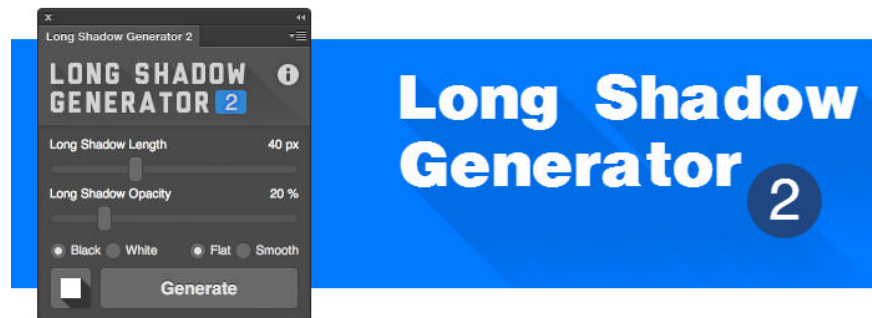 x
Long Shadow Generator 2
LONG SHADOW
GENERATOR 2
i
Long Shadow Length 40 px
Long Shadow Opacity 20 %
Black White Flat Smooth
Generate
Long Shadow
Generator
2